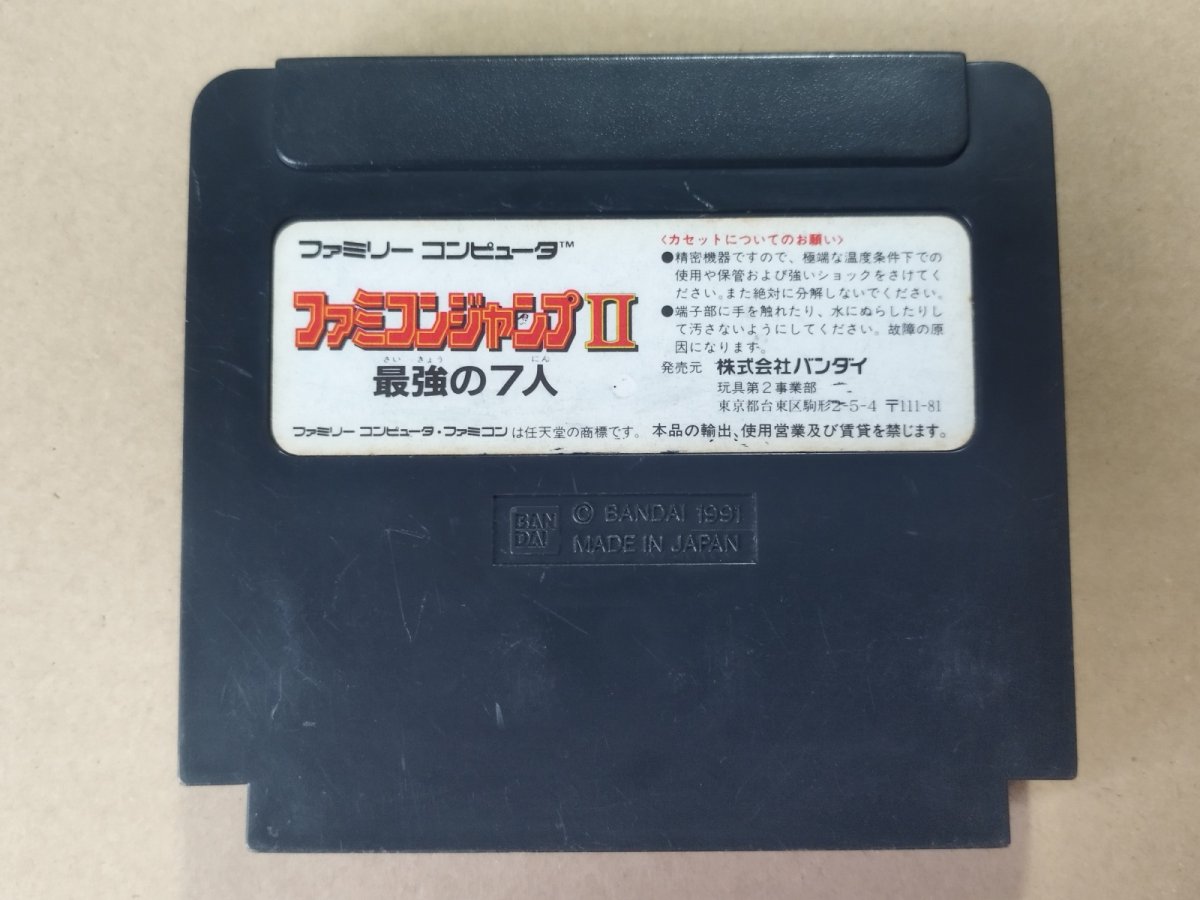 ファミリー コンピュータ™
ファミコンジャンプII
さい きょう にん
最強の7人
<カセットについてのお願い>
●精密機器ですので、極端な温度条件下での
使用や保管および強いショックをさけてく
ださい。また絶対に分解しないでください。
●端子部に手を触れたり、水にぬらしたりし
て汚さないようにしてください。故障の原
因になります。
発売元 株式会社バンダイ
玩具第2事業部
東京都台東区駒形2-5-4 〒111-81
ファミリー コンピュータ・ファミコン は任天堂の商標です。 本品の輸出、使用営業及び賃貸を禁じます。
BAN
DAI
© BANDAI 1991
MADE IN JAPAN